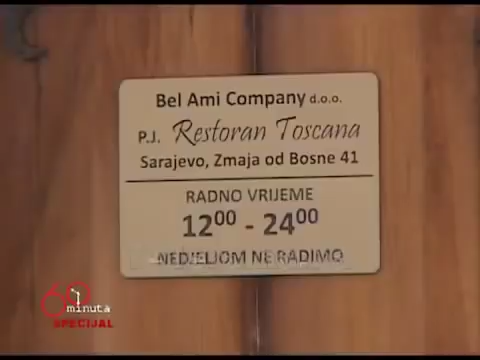 Bel Ami Company d.o.o.
P.J. Restoran Toscana
Sarajevo, Zmaja od Bosne 41
RADNO VRIJEME
12⁰⁰ - 24⁰⁰
NEDJELJOM NE RADIMO
60 minuta
SPECIJAL